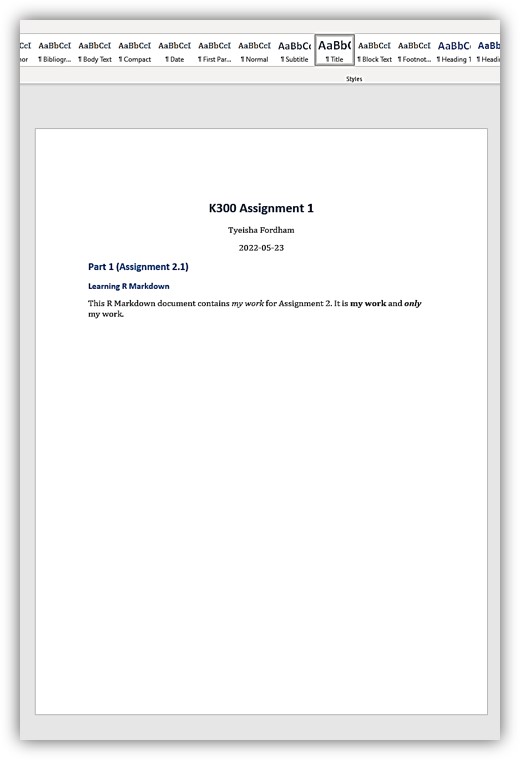 CcI AaBbCcI AaBbCcI AaBbCcI AaBbCcI AaBbCcI AaBbCcI AaBbCc AaBb( AaBbCcI AaBbCcI AaBbC AaBb
or ¶ Bibliogr... ¶ Body Text ¶ Compact ¶ Date ¶ First Par... ¶ Normal ¶ Subtitle ¶ Title ¶ Block Text ¶ Footnot... ¶ Heading 1 ¶ Headi
Styles
K300 Assignment 1
Tyeisha Fordham
2022-05-23
Part 1 (Assignment 2.1)
Learning R Markdown
This R Markdown document contains my work for Assignment 2. It is my work and only
my work.